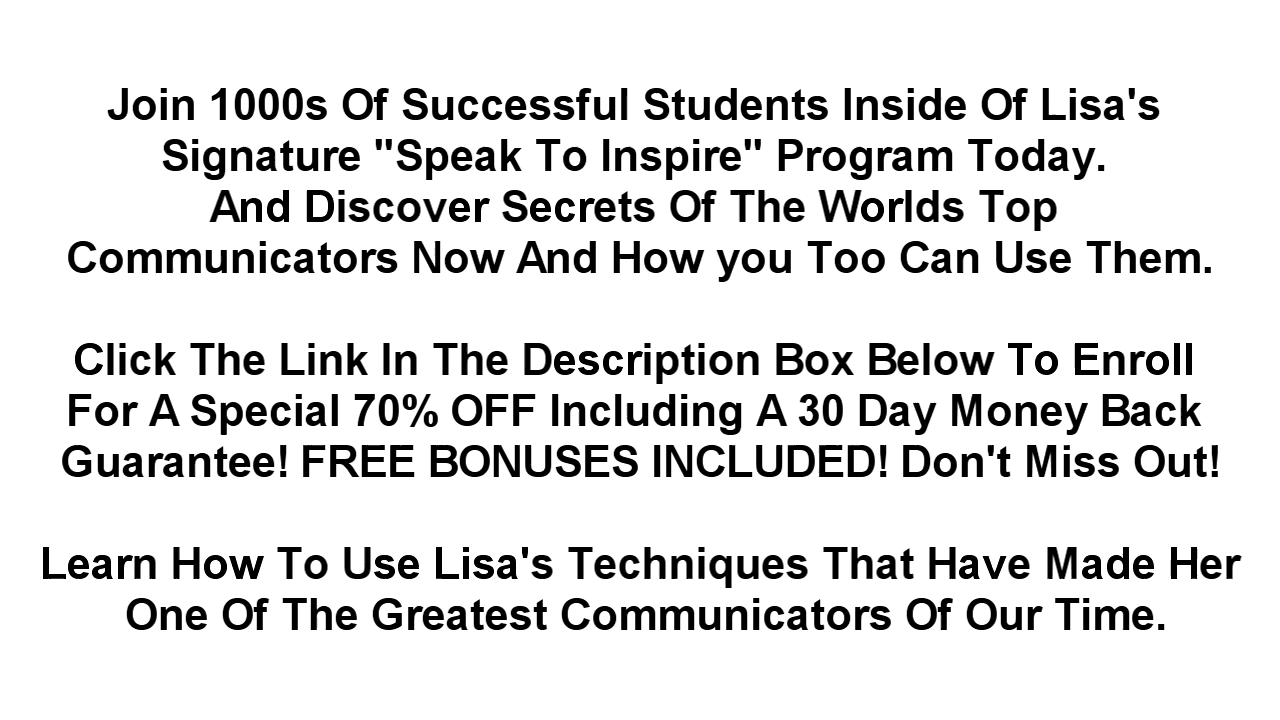 Join 1000s Of Successful Students Inside Of Lisa's
Signature "Speak To Inspire" Program Today.
And Discover Secrets Of The Worlds Top
Communicators Now And How you Too Can Use Them.
Click The Link In The Description Box Below To Enroll
For A Special 70% OFF Including A 30 Day Money Back
Guarantee! FREE BONUSES INCLUDED! Don't Miss Out!
Learn How To Use Lisa's Techniques That Have Made Her
One Of The Greatest Communicators Of Our Time.